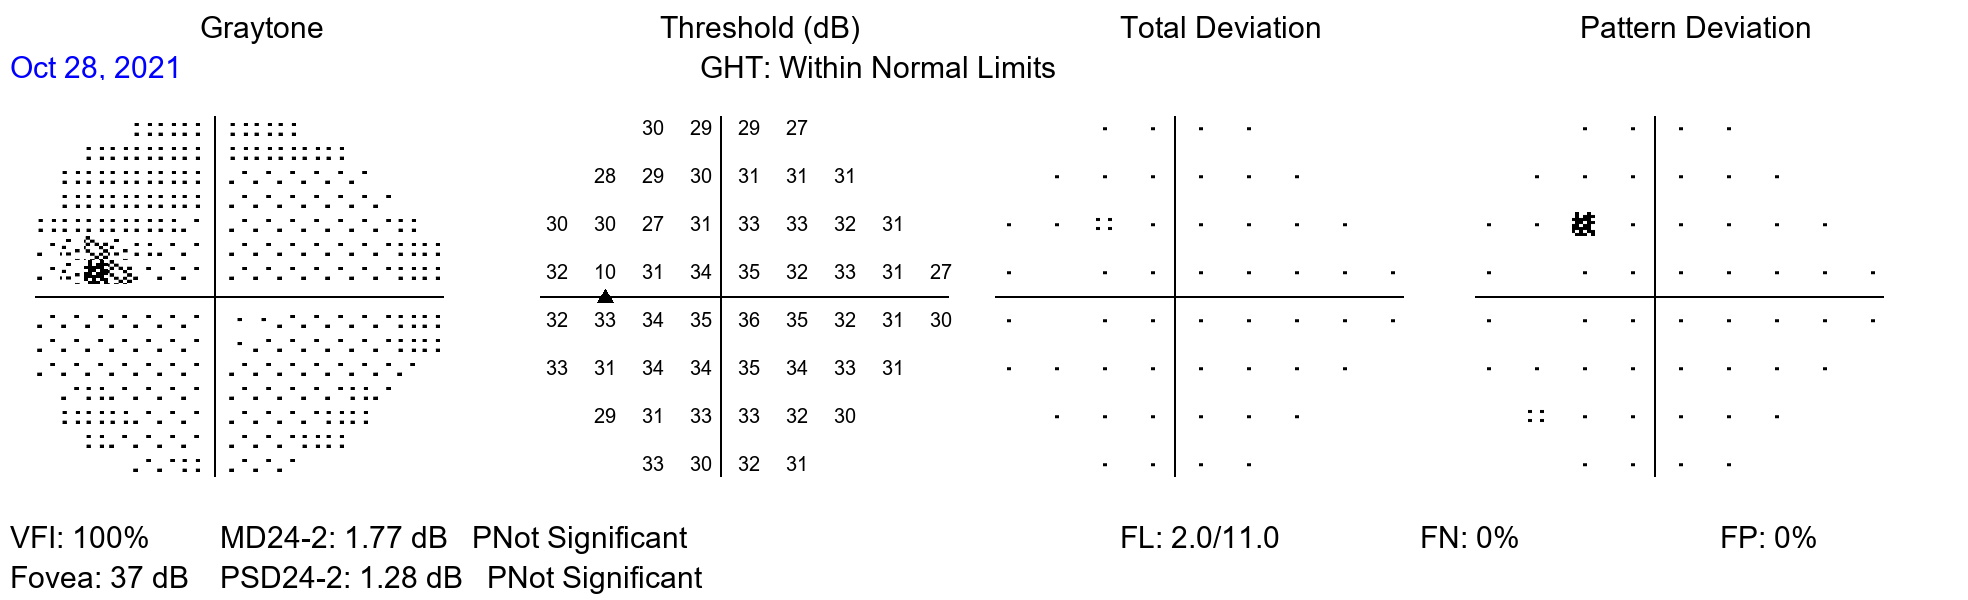 Graytone Threshold (dB) Total Deviation Pattern Deviation
Oct 28, 2021 GHT: Within Normal Limits
30 29 29 27
28 29 30 31 31 31
30 30 27 31 33 33 32 31
32 10 31 34 35 32 33 31 27
32 33 34 35 36 35 32 31 30
33 31 34 34 35 34 33 31
29 31 33 33 32 30
33 30 32 31
VFI: 100% MD24-2: 1.77 dB PNot Significant FL: 2.0/11.0 FN: 0% FP: 0%
Fovea: 37 dB PSD24-2: 1.28 dB PNot Significant